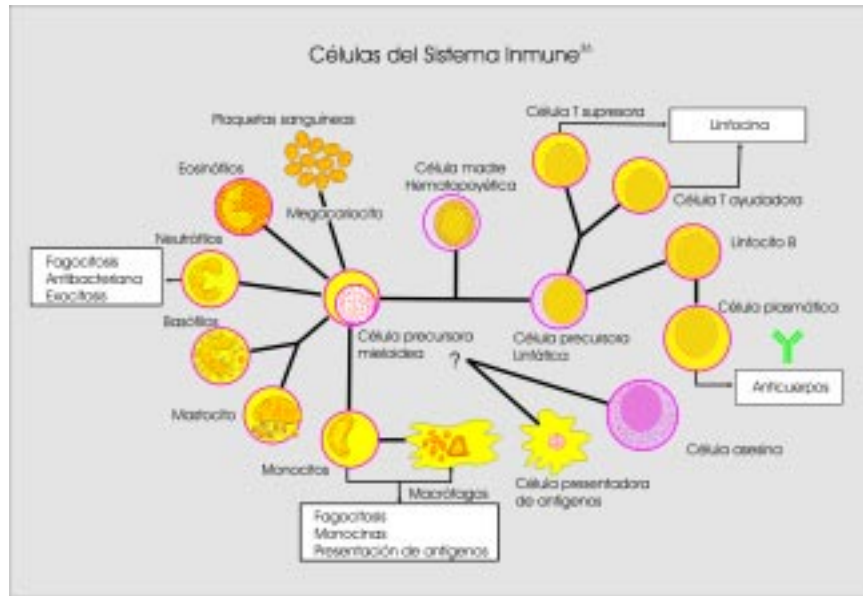 Células del Sistema Inmune
Plaquetas sanguíneas
Célula T supresora
Linfocina
Eosinófilos
Célula madre
Hematopoyética
Célula T ayudadora
Megacariocito
Neutrófilos
Linfocito B
Fagocitosis
Antibacteriana
Exocitosis
Célula plasmática
Basófilos
Célula precursora
mieloidea
Célula precursora
Linfática
?
Anticuerpos
Mastocito
Célula asesina
Monocitos
Macrófagos
Célula presentadora
de antígenos
Fagocitosis
Monocinas
Presentación de antígenos